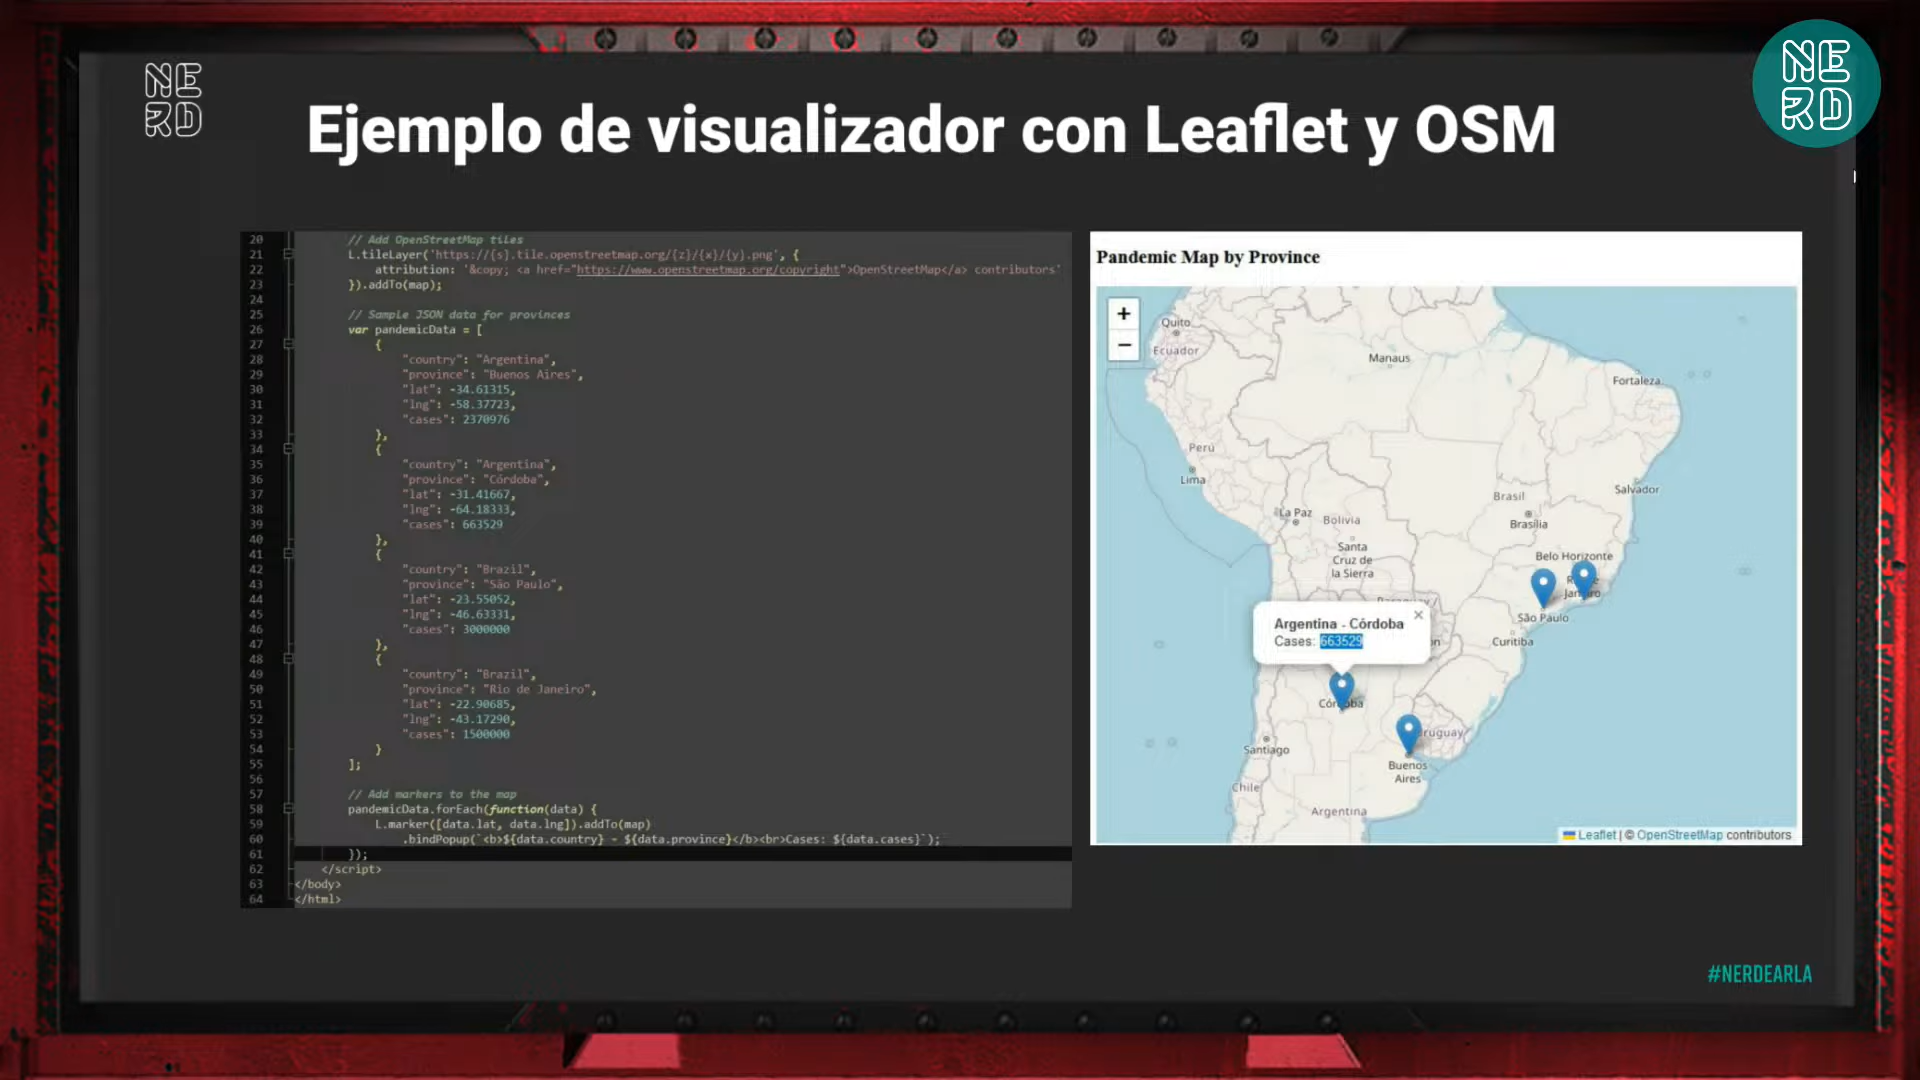 NE
RD
NE
RD
Ejemplo de visualizador con Leaflet y OSM
20 // Add OpenStreetMap tiles
21 L.tileLayer('https://{s}.tile.openstreetmap.org/{z}/{x}/{y}.png', {
22 attribution: '&copy; <a href="https://www.openstreetmap.org/copyright">OpenStreetMap</a> contributors'
23 }).addTo(map);
24
25 // Sample JSON data for provinces
26 var pandemicData = [
27 {
28 "country": "Argentina",
29 "province": "Buenos Aires",
30 "lat": -34.61315,
31 "lng": -58.37723,
32 "cases": 2370976
33 },
34 {
35 "country": "Argentina",
36 "province": "Córdoba",
37 "lat": -31.41667,
38 "lng": -64.18333,
39 "cases": 663529
40 },
41 {
42 "country": "Brazil",
43 "province": "São Paulo",
44 "lat": -23.55052,
45 "lng": -46.63331,
46 "cases": 3000000
47 },
48 {
49 "country": "Brazil",
50 "province": "Rio de Janeiro",
51 "lat": -22.90685,
52 "lng": -43.17290,
53 "cases": 1500000
54 }
55 ];
56
57 // Add markers to the map
58 pandemicData.forEach(function(data) {
59 L.marker([data.lat, data.lng]).addTo(map)
60 .bindPopup(`<b>${data.country} - ${data.province}</b><br>Cases: ${data.cases}`);
61 });
62 </script>
63 </body>
64 </html>
Pandemic Map by Province
+
−
Quito
Ecuador
Manaus
Fortaleza
Perú
Lima
Salvador
Brasil
Brasília
La Paz
Bolivia
Santa
Cruz de
la Sierra
Belo Horizonte
São Paulo
Curitiba
Argentina - Córdoba
Cases: 663529
×
Córdoba
Uruguay
Santiago
Buenos
Aires
Chile
Argentina
Leaflet | © OpenStreetMap contributors
#NERDEARLA